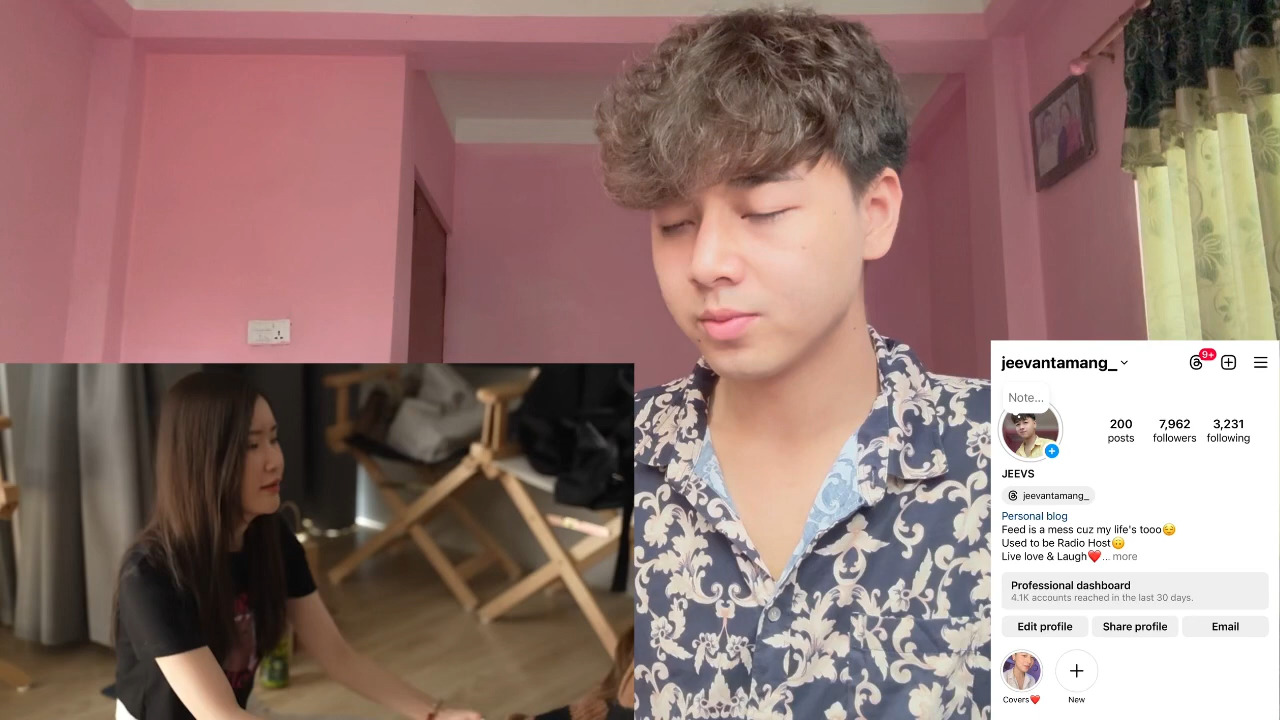 jeevantamang_
9+
Note...
200
posts
7,962
followers
3,231
following
JEEVS
jeevantamang_
Personal blog
Feed is a mess cuz my life's tooo😌
Used to be Radio Host🙂
Live love & Laugh❤️... more
Professional dashboard
4.1K accounts reached in the last 30 days.
Edit profile
Share profile
Email
Covers❤️
New